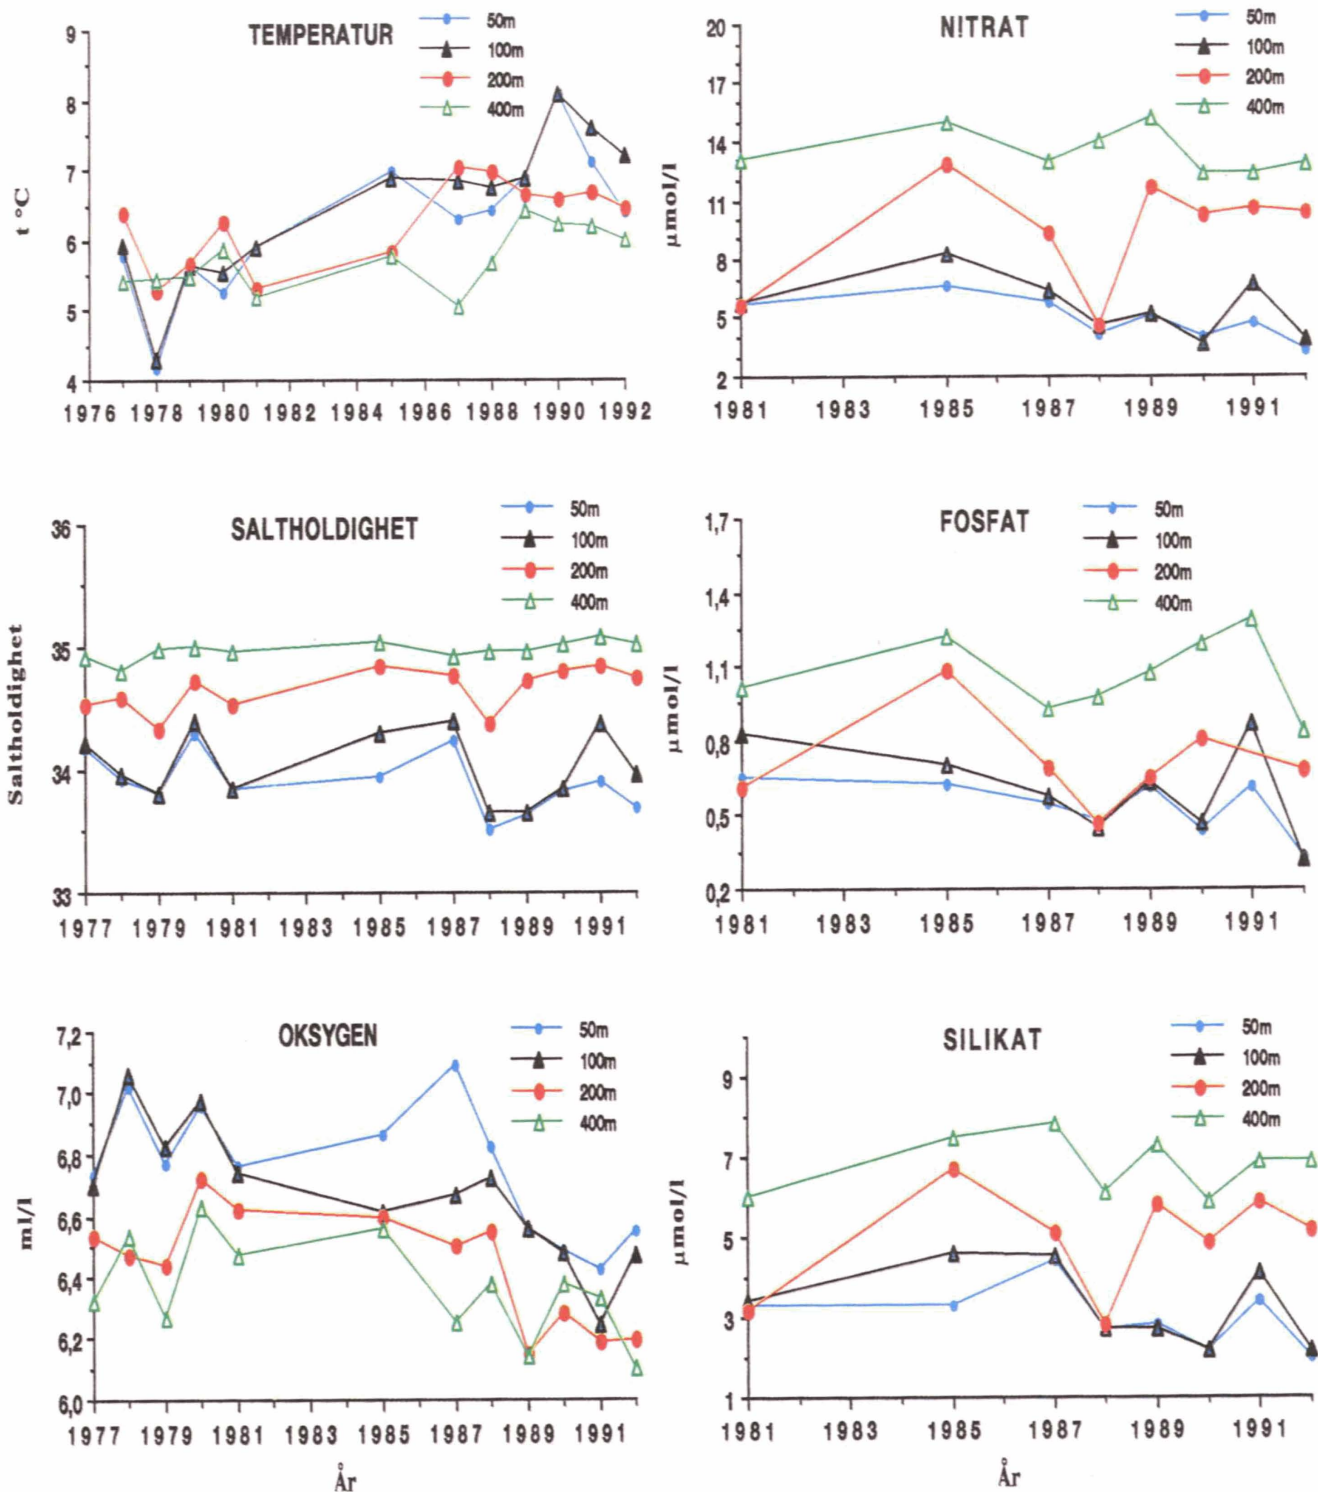 TEMPERATUR
50m
100m
200m
400m
9
8
7
6
5
4
t °C
1976 1978 1980 1982 1984 1986 1988 1990 1992
NITRAT
50m
100m
200m
400m
20
17
14
11
8
5
2
µmol/l
1981 1983 1985 1987 1989 1991
SALTHOLDIGHET
50m
100m
200m
400m
36
35
34
33
Saltholdighet
1977 1979 1981 1983 1985 1987 1989 1991
FOSFAT
50m
100m
200m
400m
1,7
1,4
1,1
0,8
0,5
0,2
µmol/l
1981 1983 1985 1987 1989 1991
OKSYGEN
50m
100m
200m
400m
7,2
7,0
6,8
6,6
6,4
6,2
6,0
ml/l
1977 1979 1981 1983 1985 1987 1989 1991
År
SILIKAT
50m
100m
200m
400m
9
7
5
3
1
µmol/l
1981 1983 1985 1987 1989 1991
År